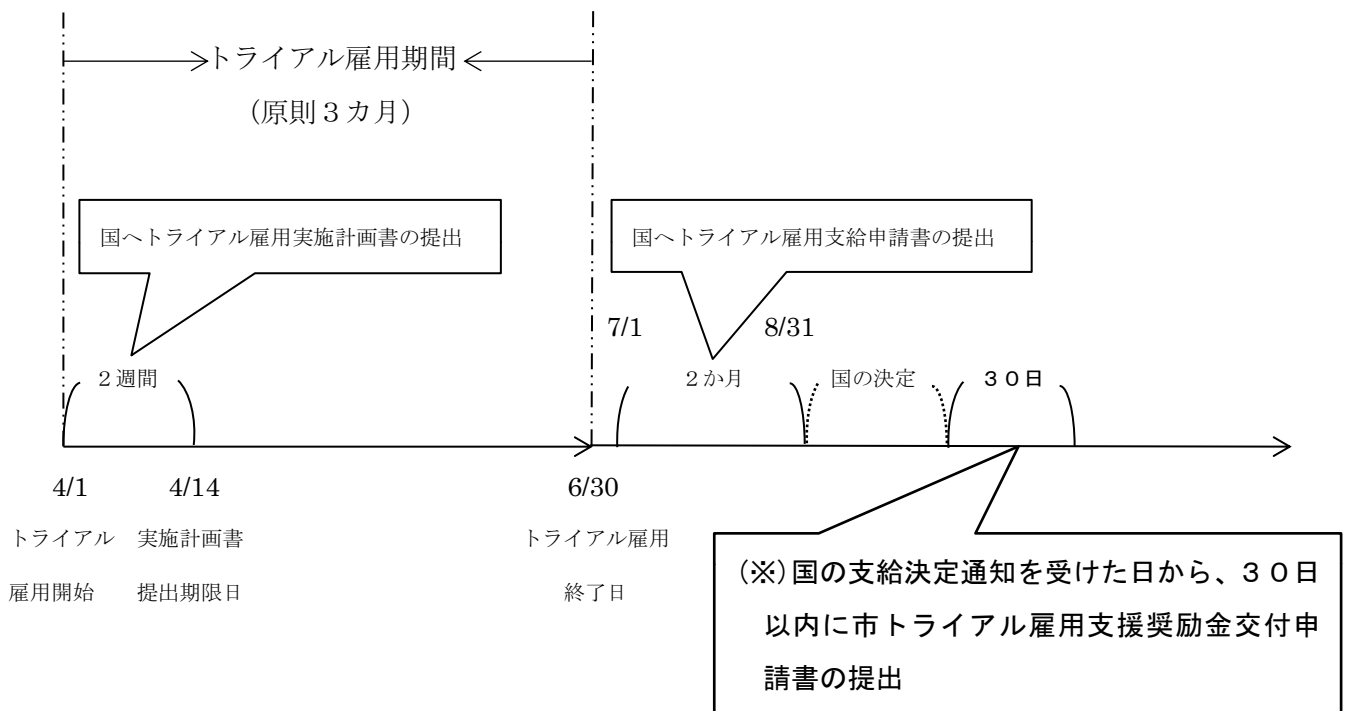 トライアル雇用期間
（原則３カ月）
国へトライアル雇用実施計画書の提出
国へトライアル雇用支給申請書の提出
7/1
8/31
２週間
２か月
国の決定
３０日
4/1
4/14
6/30
トライアル
雇用開始
実施計画書
提出期限日
トライアル雇用
終了日
(※)国の支給決定通知を受けた日から、３０日
以内に市トライアル雇用支援奨励金交付申
請書の提出